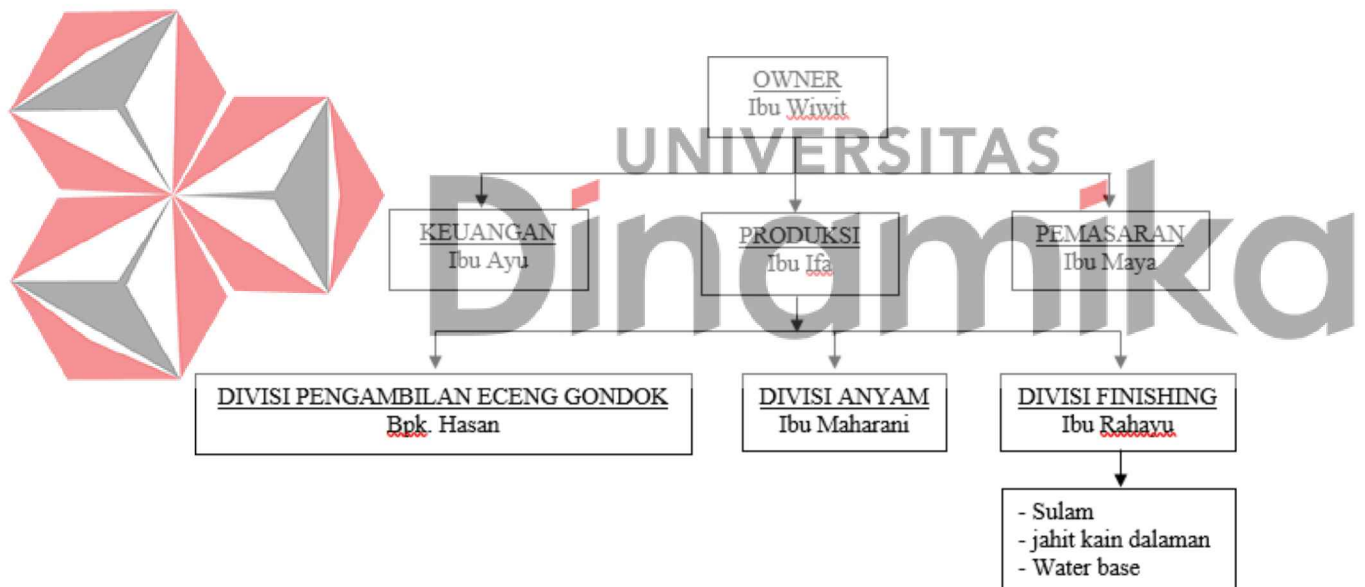 OWNER
Ibu Wiwit
UNIVERSITAS
Dinamika
KEUANGAN
Ibu Ayu
PRODUKSI
Ibu Ifa
PEMASARAN
Ibu Maya
DIVISI PENGAMBILAN ECENG GONDOK
Bpk. Hasan
DIVISI ANYAM
Ibu Maharani
DIVISI FINISHING
Ibu Rahayu
- Sulam
- jahit kain dalaman
- Water base